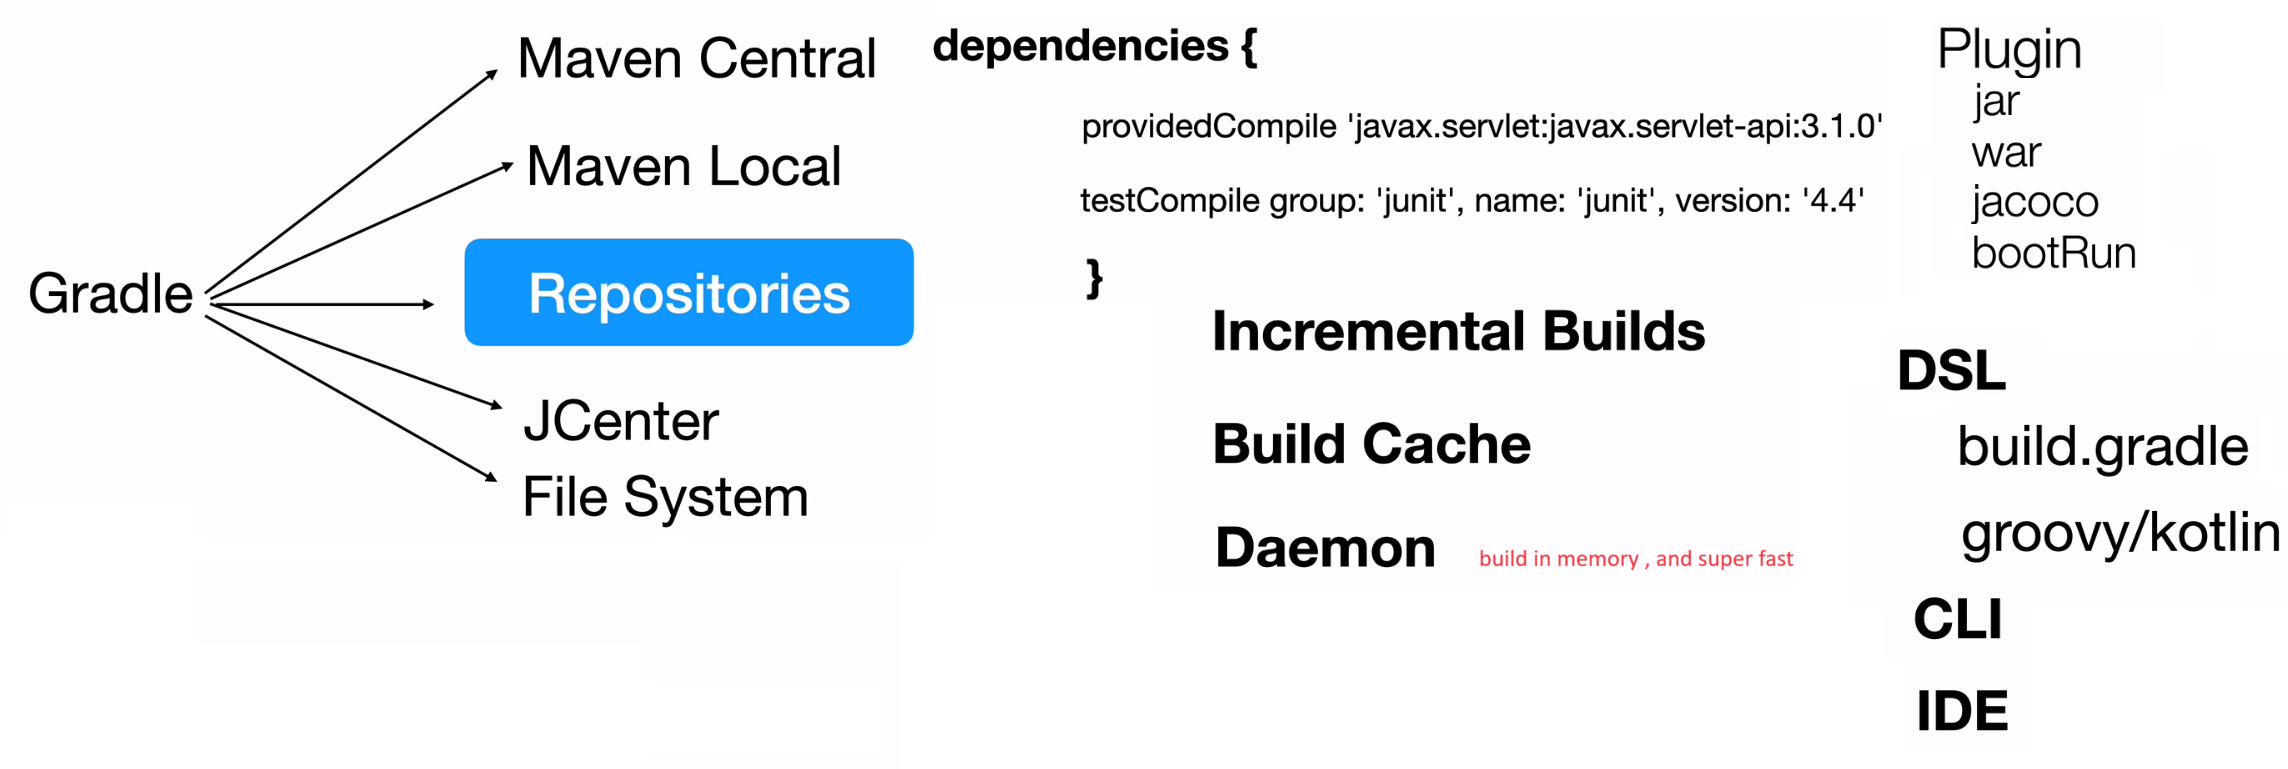 Gradle
Maven Central
Maven Local
Repositories
JCenter
File System
dependencies {
providedCompile 'javax.servlet:javax.servlet-api:3.1.0'
testCompile group: 'junit', name: 'junit', version: '4.4'
}
Incremental Builds
Build Cache
Daemon
build in memory , and super fast
Plugin
jar
war
jacoco
bootRun
DSL
build.gradle
groovy/kotlin
CLI
IDE